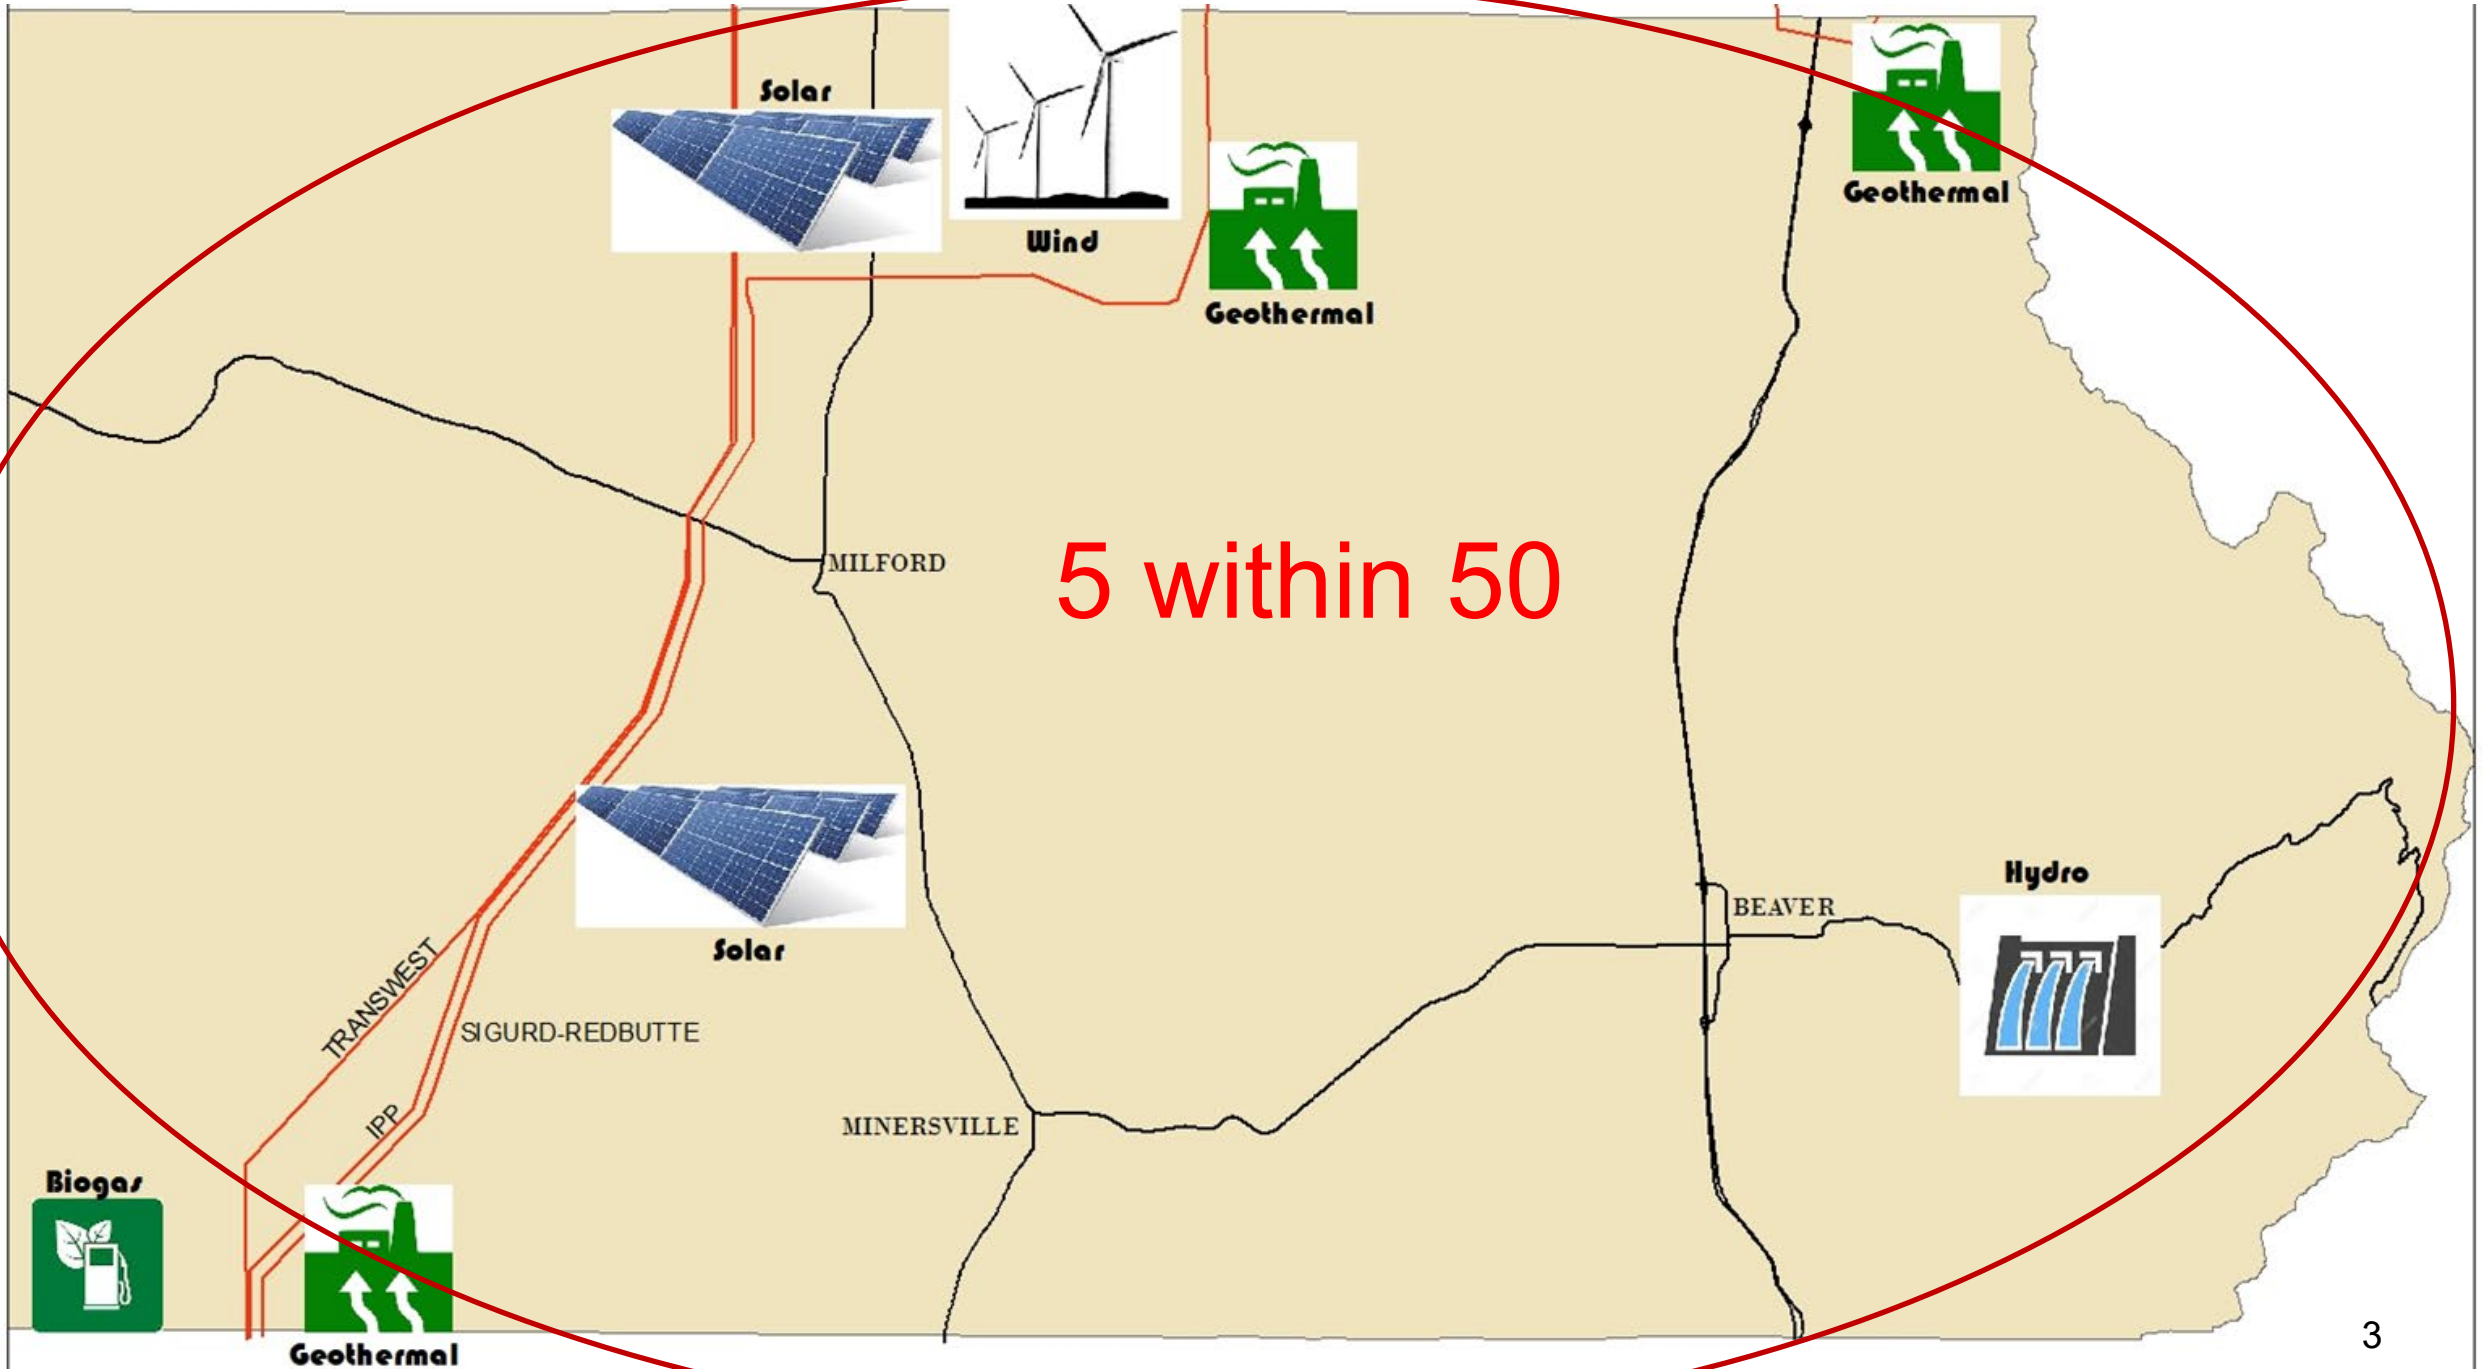 Solar
Wind
Geothermal
Geothermal
MILFORD
5 within 50
Solar
Hydro
BEAVER
TRANSWEST
SIGURD-REDBUTTE
IPP
MINERSVILLE
Biogas
Geothermal
3